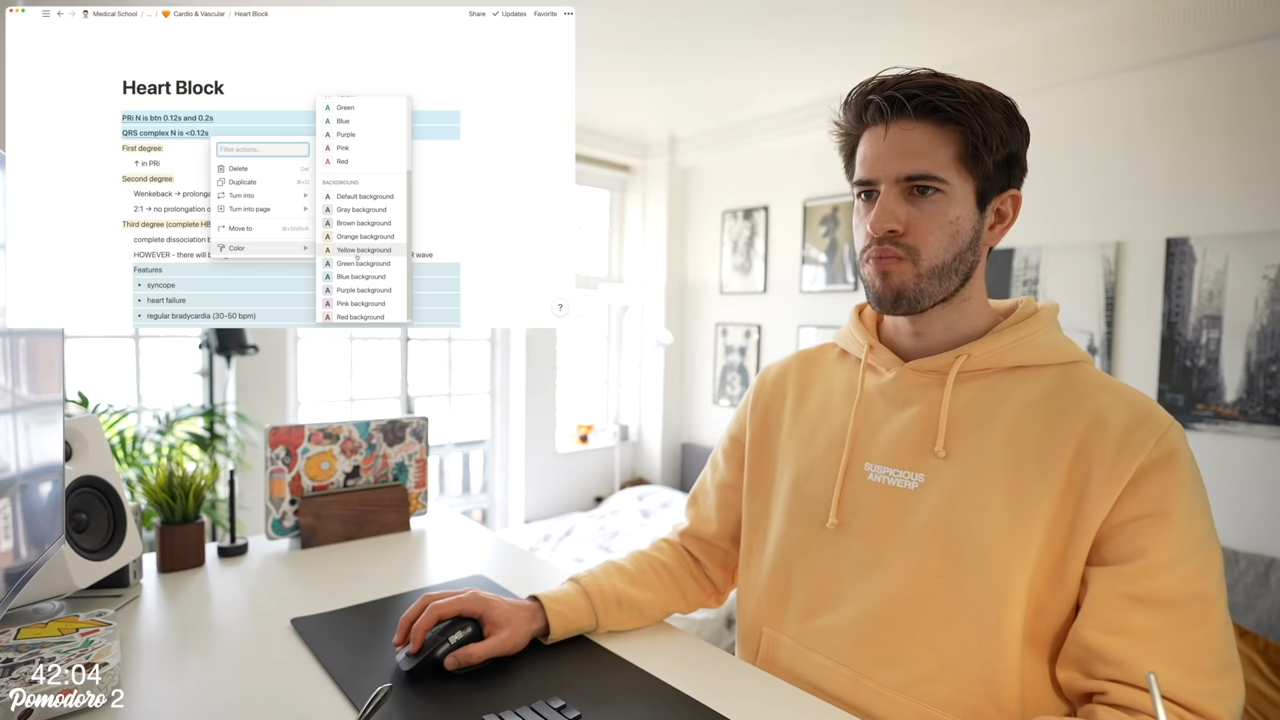 Medical School / ... / Cardio & Vascular / Heart Block
Share Updates Favorite •••
Heart Block
PRi N is btn 0.12s and 0.2s
QRS complex N is <0.12s
First degree:
↑ in PRi
Second degree:
Wenkeback → prolonga
2:1 → no prolongation o
Third degree (complete HB
complete dissociation b
HOWEVER - there will b
R wave
Features
• syncope
• heart failure
• regular bradycardia (30-50 bpm)
Filter actions...
Delete Del
Duplicate ⌘+D
Turn into
Turn into page
Move to ⌘+Shift+P
Color
A Green
A Blue
A Purple
A Pink
A Red
BACKGROUND
A Default background
A Gray background
A Brown background
A Orange background
A Yellow background
A Green background
A Blue background
A Purple background
A Pink background
A Red background
?
3
SUSPICIOUS
ANTWERP
42:04
Pomodoro 2